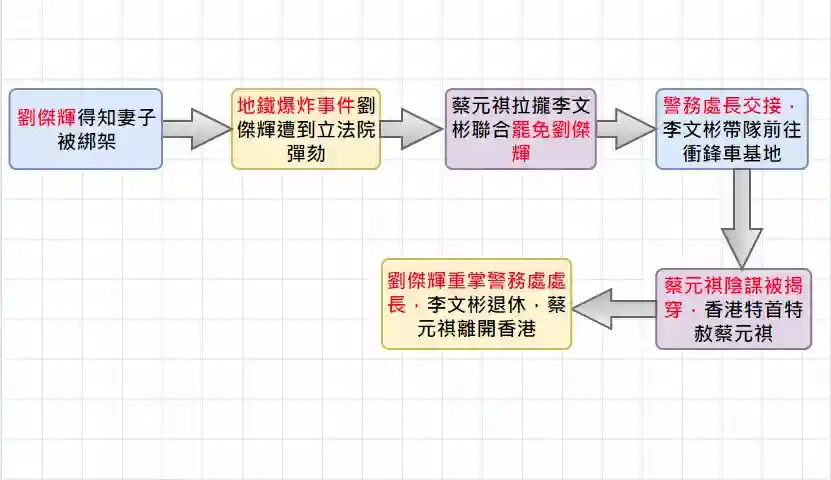 劉傑輝得知妻子
被綁架
地鐵爆炸事件劉
傑輝遭到立法院
彈劾
蔡元祺拉攏李文
彬聯合罷免劉傑
輝
警務處長交接，
李文彬帶隊前往
衝鋒車基地
蔡元祺陰謀被揭
穿，香港特首特
赦蔡元祺
劉傑輝重掌警務處處
長，李文彬退休，蔡
元祺離開香港